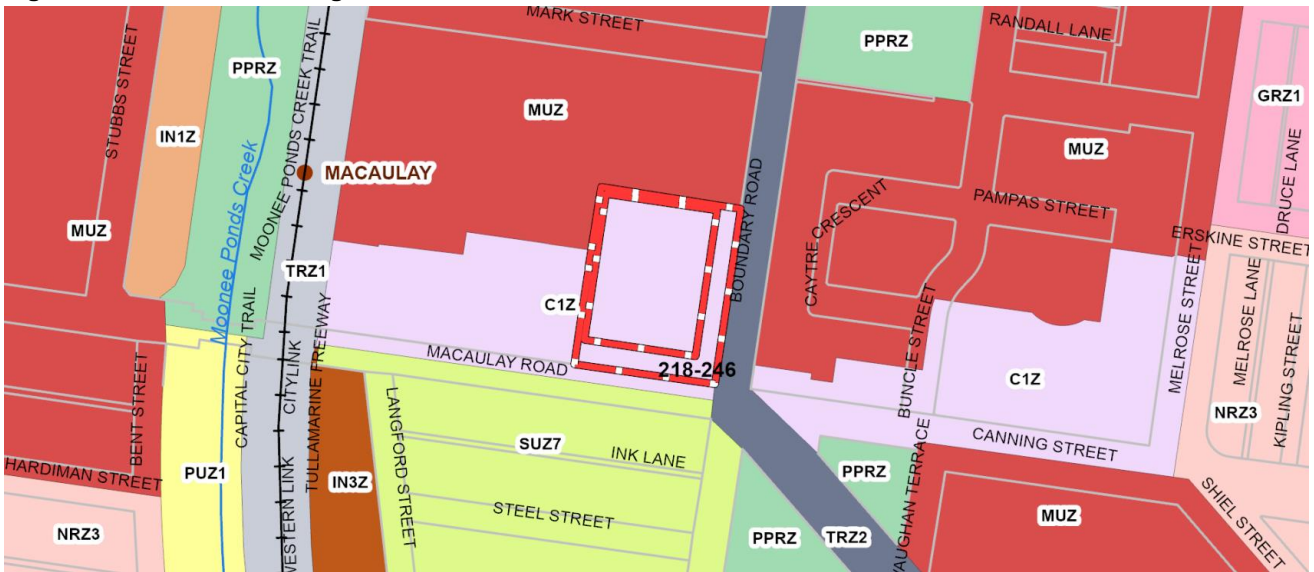 MARK STREET
RANDALL LANE
PPRZ
PPRZ
STUBBS STREET
MOONEE PONDS CREEK TRAIL
GRZ1
MUZ
IN1Z
DRUCE LANE
Moonee Ponds Creek
MACAULAY
MUZ
BOUNDARY ROAD
CAYTRE CRESCENT
PAMPAS STREET
MUZ
ERSKINE STREET
TRZ1
C1Z
MELROSE STREET
MELROSE LANE
KIPLING STREET
CAPITAL CITY TRAIL
CITYLINK
TULLAMARINE FREEWAY
MACAULAY ROAD
218-246
BUNCLE STREET
C1Z
NRZ3
BENT STREET
LANGFORD STREET
SUZ7
INK LANE
CANNING STREET
HARDIMAN STREET
PUZ1
WESTERN LINK
IN3Z
STEEL STREET
PPRZ
VAUGHAN TERRACE
SHIEL STREET
NRZ3
PPRZ
TRZ2
MUZ